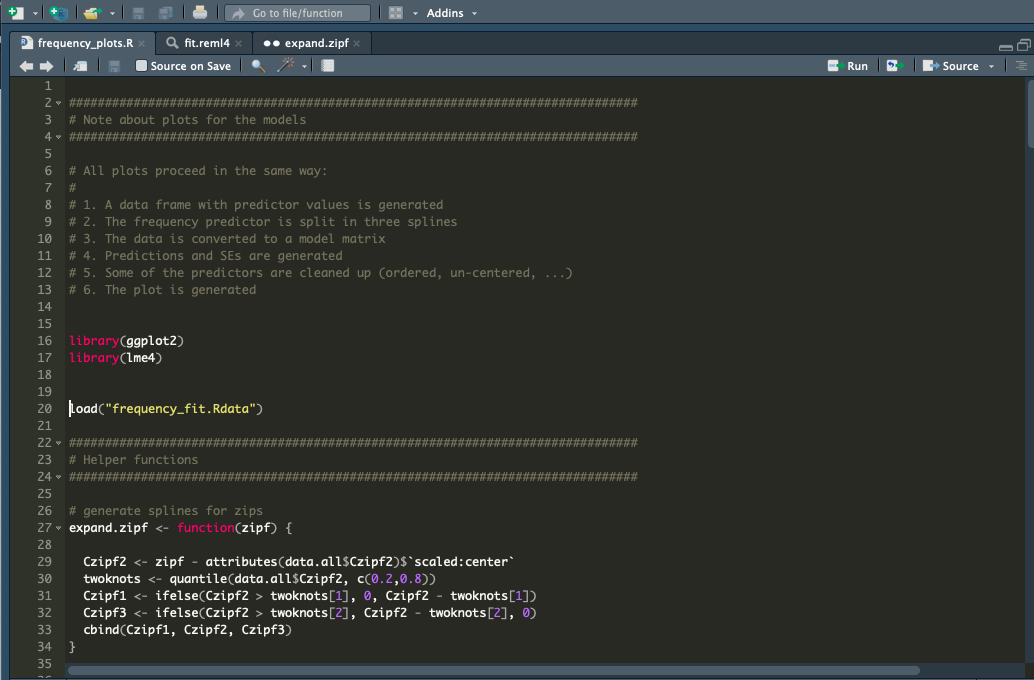 Go to file/function
Addins
frequency_plots.R
fit.reml4
expand.zipf
Source on Save
Run
Source
1
2 ###############################################################################
3 # Note about plots for the models
4 ###############################################################################
5
6 # All plots proceed in the same way:
7 #
8 # 1. A data frame with predictor values is generated
9 # 2. The frequency predictor is split in three splines
10 # 3. The data is converted to a model matrix
11 # 4. Predictions and SEs are generated
12 # 5. Some of the predictors are cleaned up (ordered, un-centered, ...)
13 # 6. The plot is generated
14
15
16 library(ggplot2)
17 library(lme4)
18
19
20 load("frequency_fit.Rdata")
21
22 ###############################################################################
23 # Helper functions
24 ###############################################################################
25
26 # generate splines for zips
27 expand.zipf <- function(zipf) {
28
29 Czipf2 <- zipf - attributes(data.all$Czipf2)$`scaled:center`
30 twoknots <- quantile(data.all$Czipf2, c(0.2,0.8))
31 Czipf1 <- ifelse(Czipf2 > twoknots[1], 0, Czipf2 - twoknots[1])
32 Czipf3 <- ifelse(Czipf2 > twoknots[2], Czipf2 - twoknots[2], 0)
33 cbind(Czipf1, Czipf2, Czipf3)
34 }
35